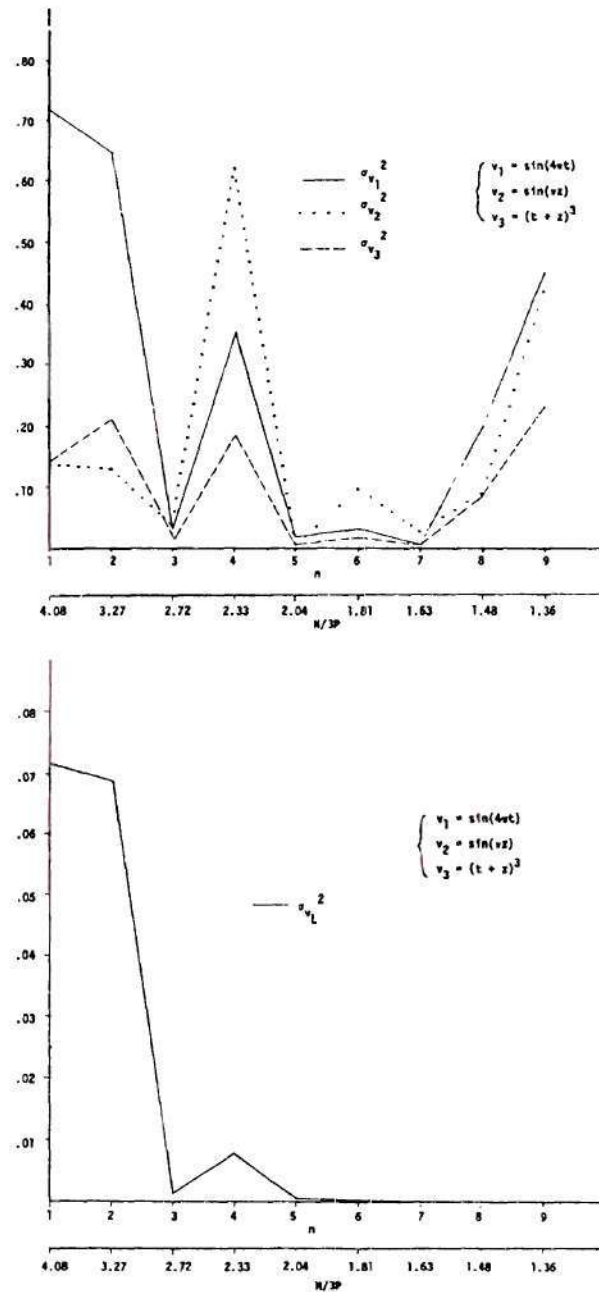 .80
.70
.60
.50
.40
.30
.20
.10
σv1²
σv2²
σv3²
v1 = sin(4πt)
v2 = sin(πz)
v3 = (t + z)³
1 2 3 4 5 6 7 8 9
n
4.08 3.27 2.72 2.33 2.04 1.81 1.63 1.48 1.36
N/3P
.08
.07
.06
.05
.04
.03
.02
.01
σvL²
v1 = sin(4πt)
v2 = sin(πz)
v3 = (t + z)³
1 2 3 4 5 6 7 8 9
n
4.08 3.27 2.72 2.33 2.04 1.81 1.63 1.48 1.36
N/3P